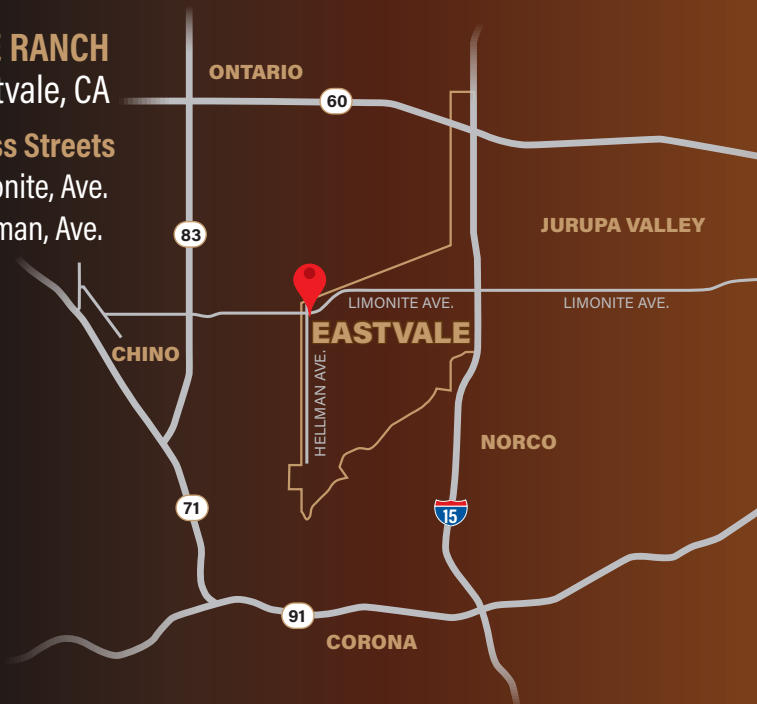 E RANCH
tvale, CA
ss Streets
onite, Ave.
man, Ave.
ONTARIO
60
83
JURUPA VALLEY
LIMONITE AVE.
LIMONITE AVE.
EASTVALE
CHINO
HELLMAN AVE.
NORCO
71
15
91
CORONA